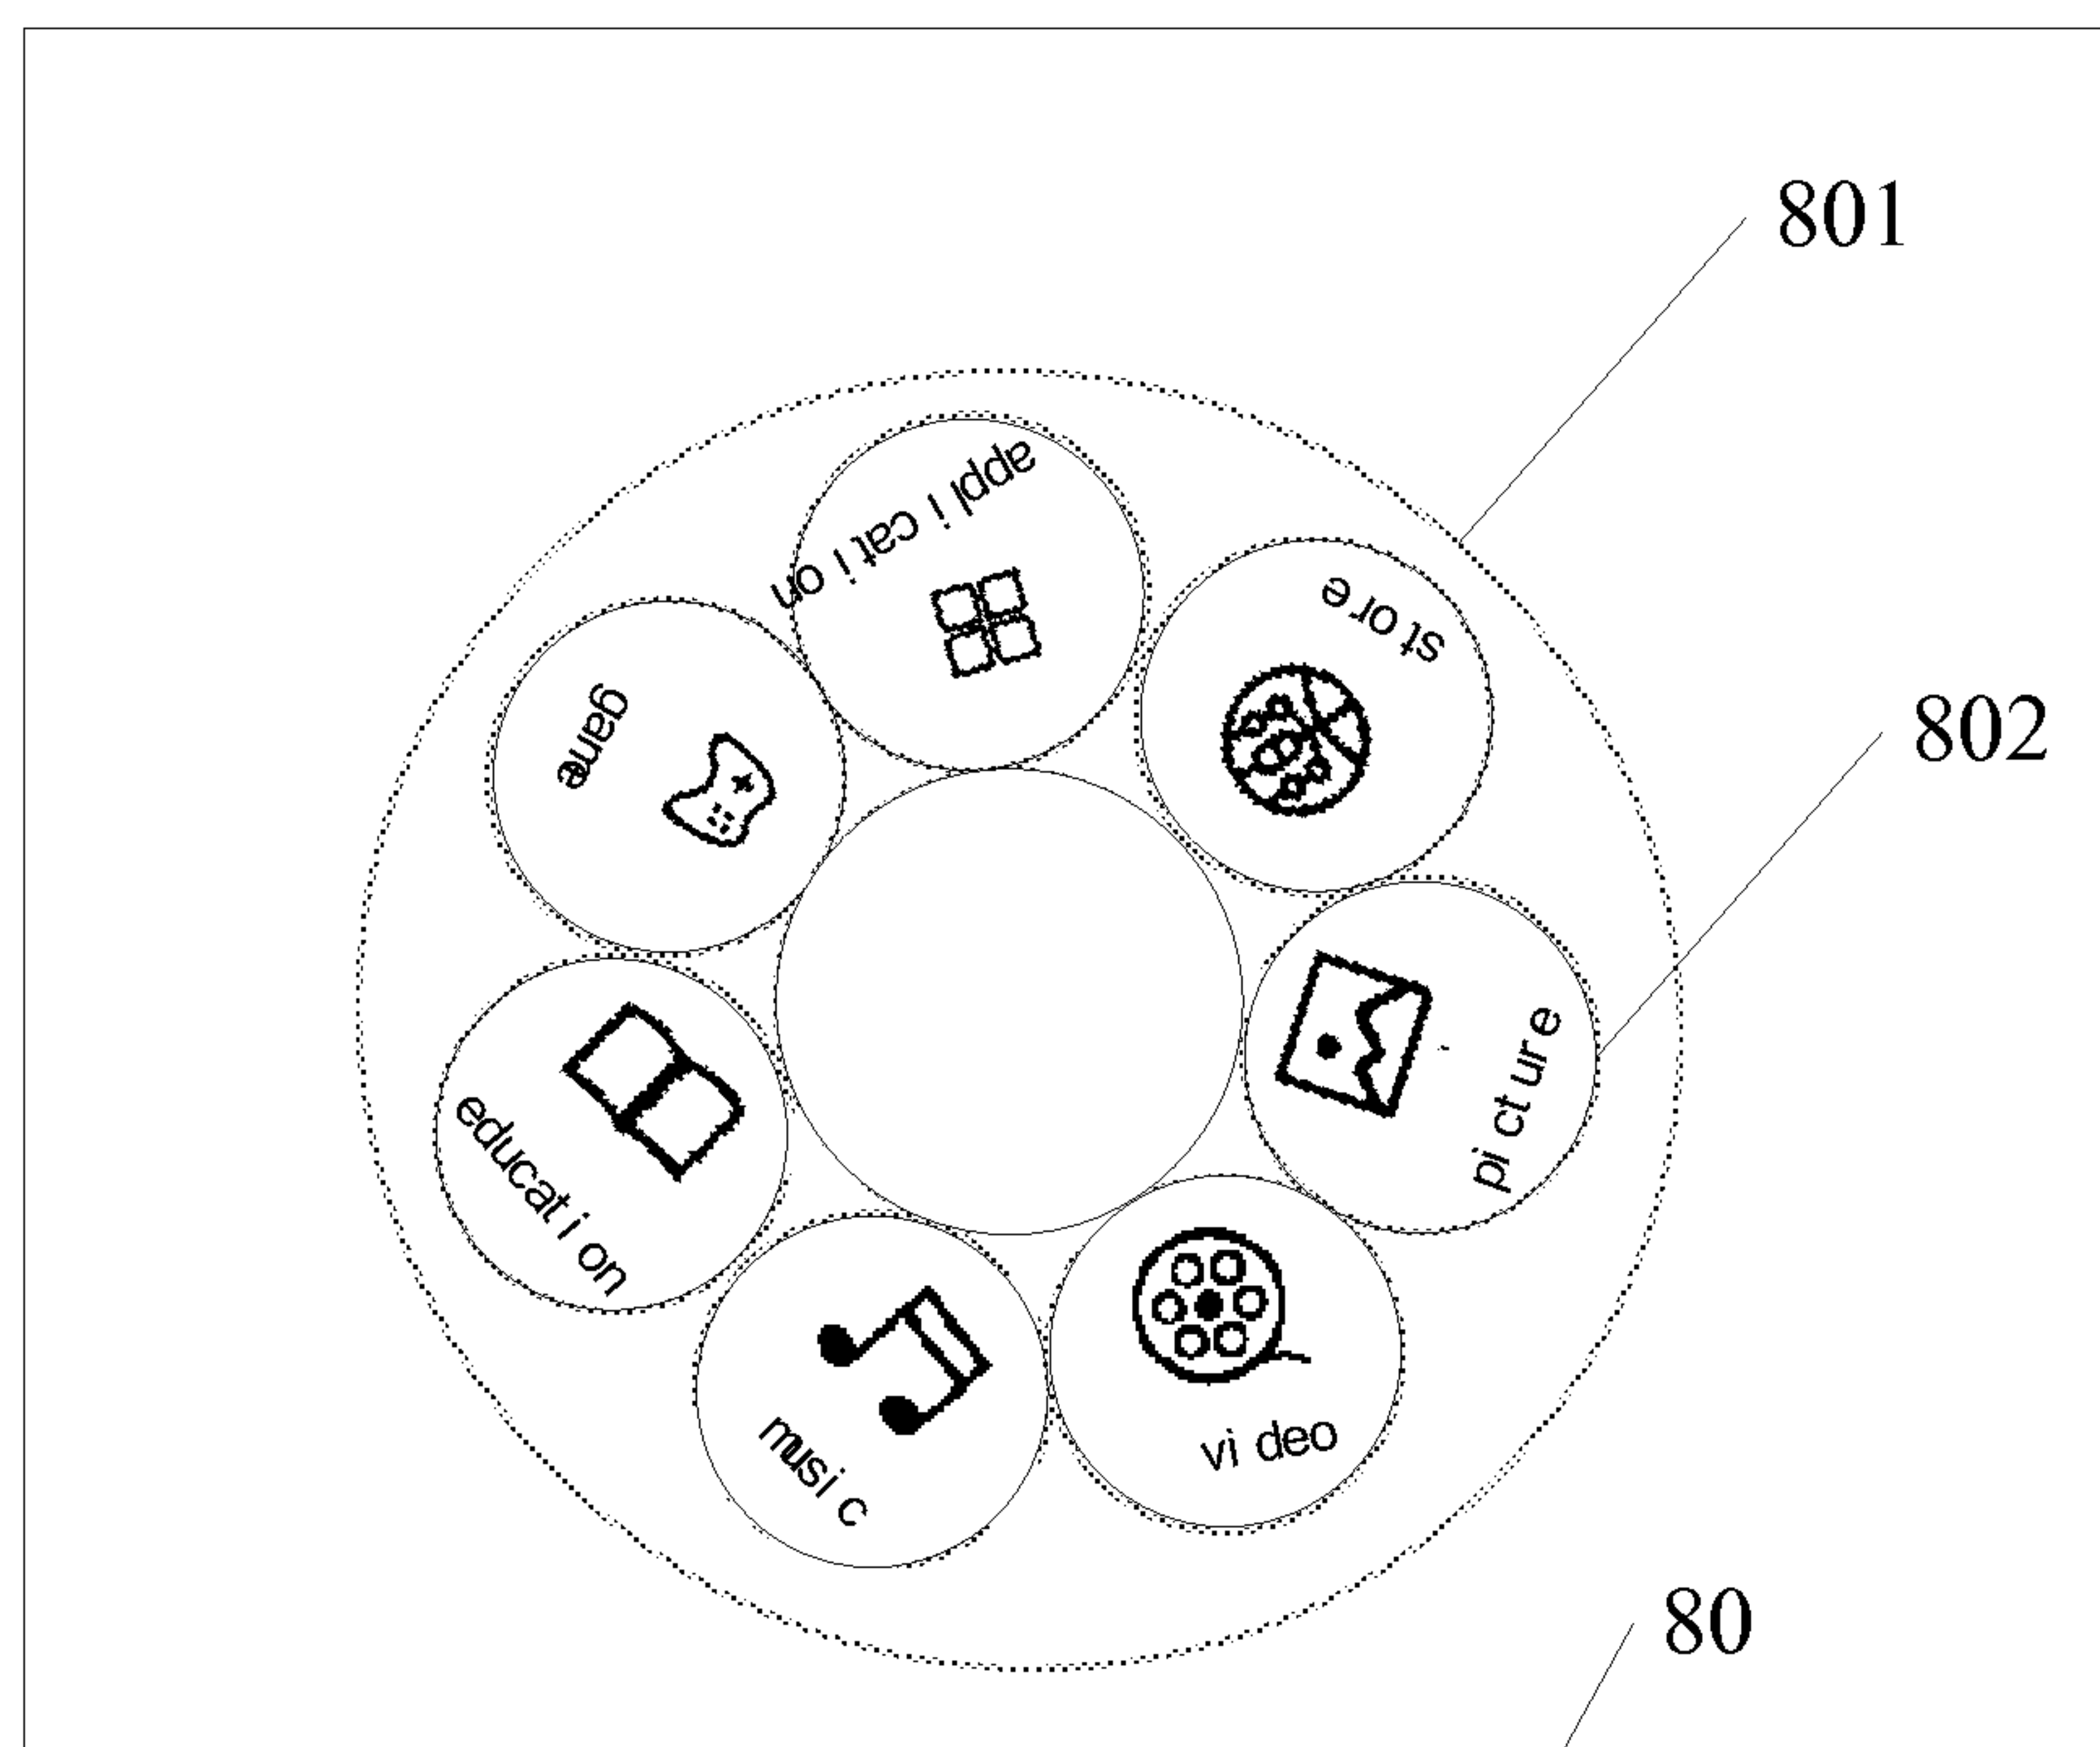 801
application
store
game
802
picture
education
video
music
80